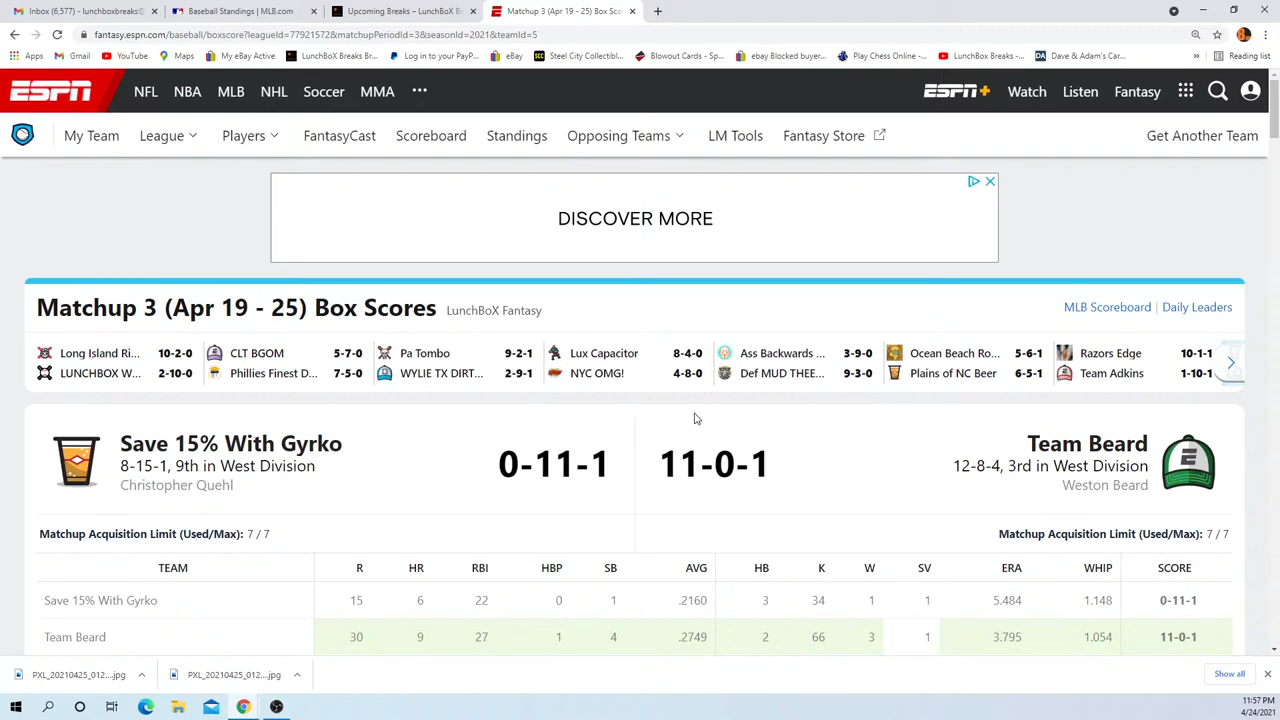 Inbox (6,577) - lunchboxbreaks@
Baseball Standings | MLB.com
Upcoming Breaks – LunchBoX B
Matchup 3 (Apr 19 - 25) Box Sco
fantasy.espn.com/baseball/boxscore?leagueId=77921572&matchupPeriodId=3&seasonId=2021&teamId=5
Apps Gmail YouTube Maps My eBay Active LunchBoX Breaks Br... Log in to your PayP... eBay Steel City Collectibl... Blowout Cards - Sp... ebay Blocked buyer... Play Chess Online -... LunchBoX Breaks -... DA Dave & Adam's Car... » Reading list
ESPN NFL NBA MLB NHL Soccer MMA ••• ESPN+ Watch Listen Fantasy
My Team League Players FantasyCast Scoreboard Standings Opposing Teams LM Tools Fantasy Store Get Another Team
DISCOVER MORE
Matchup 3 (Apr 19 - 25) Box Scores LunchBoX Fantasy MLB Scoreboard | Daily Leaders
Long Island Ri... 10-2-0 CLT BGOM 5-7-0 Pa Tombo 9-2-1 Lux Capacitor 8-4-0 Ass Backwards ... 3-9-0 Ocean Beach Ro... 5-6-1 Razors Edge 10-1-1
LUNCHBOX W... 2-10-0 Phillies Finest D... 7-5-0 WYLIE TX DIRT... 2-9-1 NYC OMG! 4-8-0 Def MUD THEE... 9-3-0 Plains of NC Beer 6-5-1 Team Adkins 1-10-1
Save 15% With Gyrko
8-15-1, 9th in West Division
Christopher Quehl
0-11-1
11-0-1
Team Beard
12-8-4, 3rd in West Division
Weston Beard
Matchup Acquisition Limit (Used/Max): 7 / 7 Matchup Acquisition Limit (Used/Max): 7 / 7
TEAM R HR RBI HBP SB AVG HB K W SV ERA WHIP SCORE
Save 15% With Gyrko 15 6 22 0 1 .2160 3 34 1 1 5.484 1.148 0-11-1
Team Beard 30 9 27 1 4 .2749 2 66 3 1 3.795 1.054 11-0-1
PXL_20210425_012....jpg PXL_20210425_012....jpg Show all
11:57 PM
4/24/2021